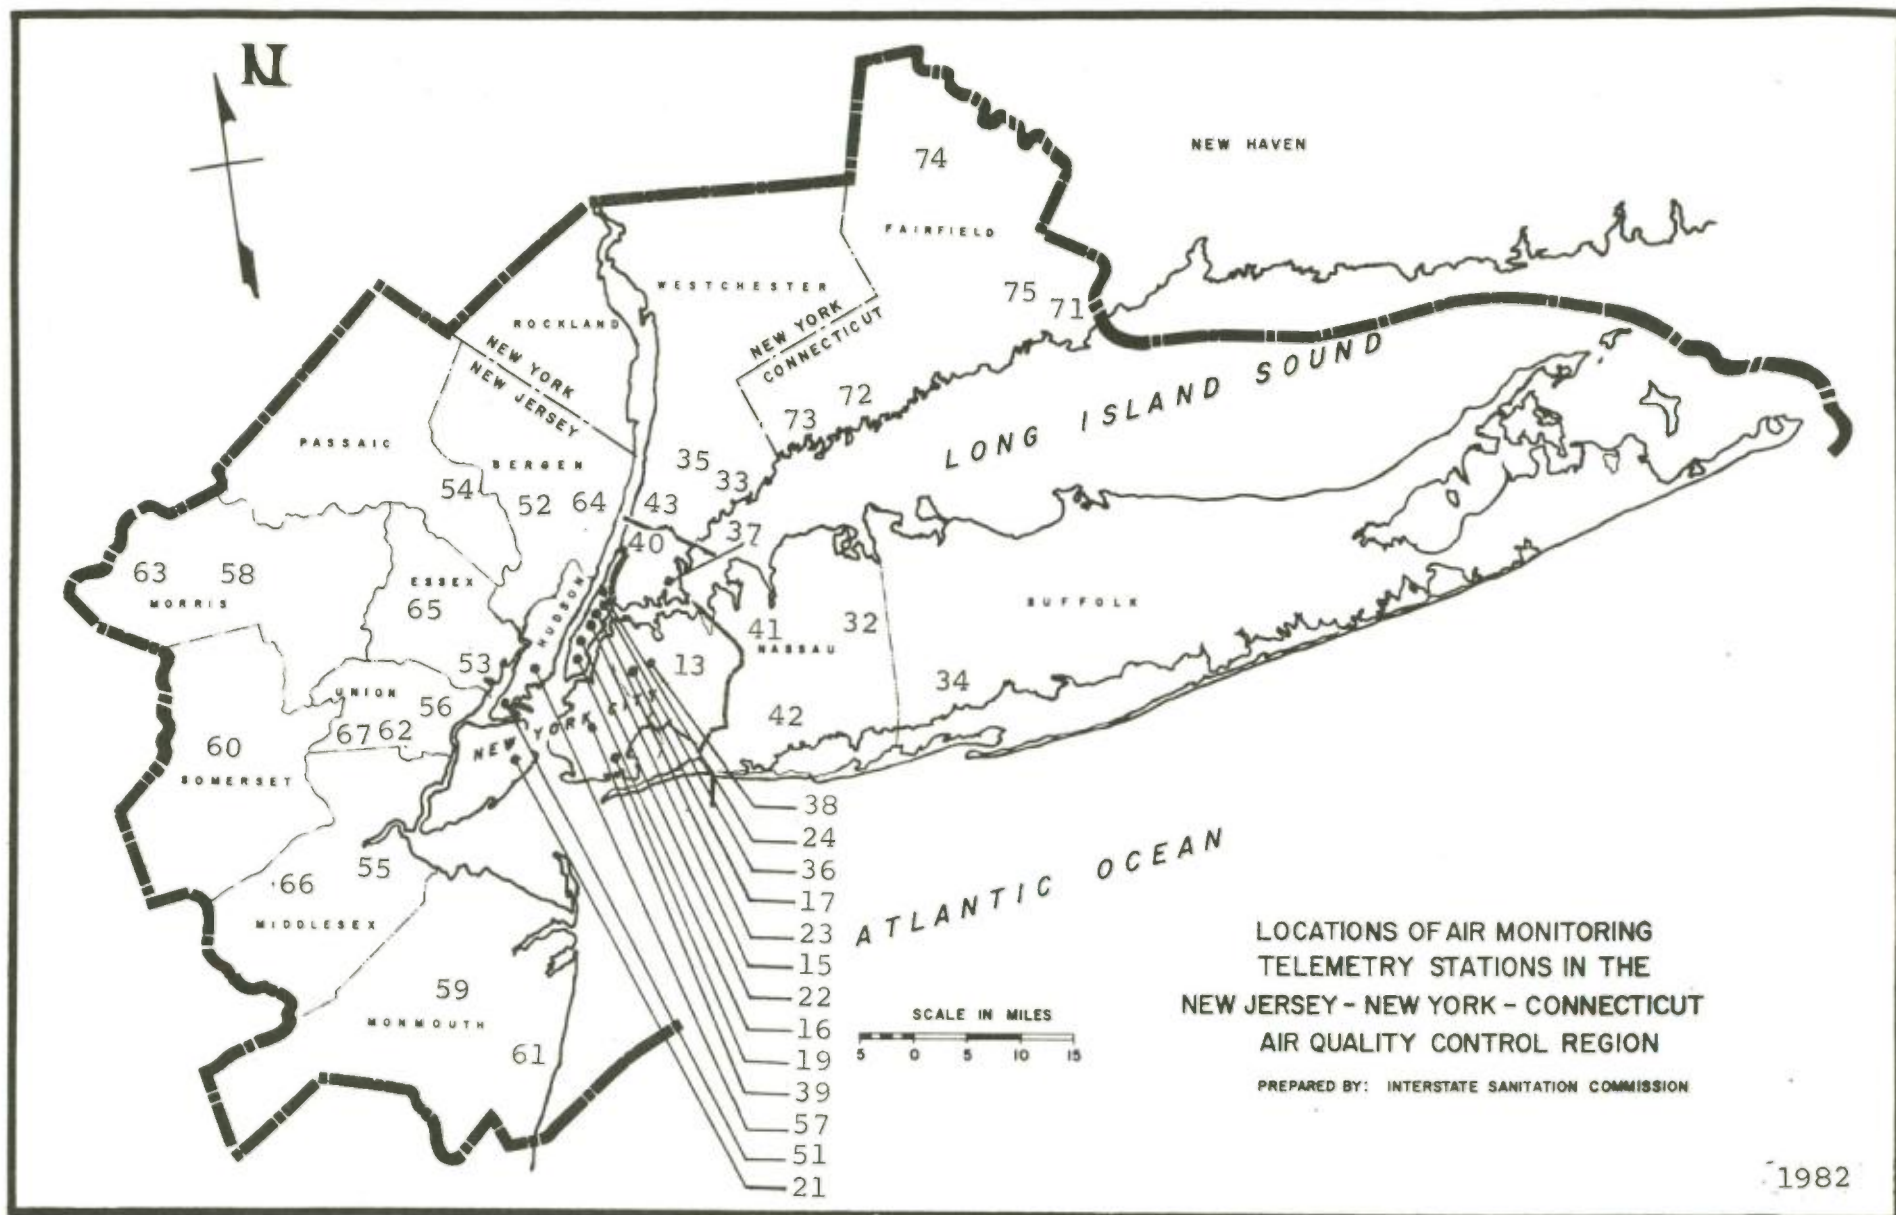 N
NEW HAVEN
74
FAIRFIELD
WESTCHESTER
75
71
ROCKLAND
NEW YORK
CONNECTICUT
NEW YORK
NEW JERSEY
LONG ISLAND SOUND
72
73
PASSAIC
BERGEN
35
33
54
52
64
43
37
40
63
58
MORRIS
ESSEX
65
HUDSON
41
32
NASSAU
SUFFOLK
53
13
34
UNION
56
42
67
62
NEW YORK CITY
60
SOMERSET
38
24
36
17
23
15
22
16
19
39
57
51
21
ATLANTIC OCEAN
66
55
MIDDLESEX
59
MONMOUTH
61
SCALE IN MILES
5 0 5 10 15
LOCATIONS OF AIR MONITORING
TELEMETRY STATIONS IN THE
NEW JERSEY - NEW YORK - CONNECTICUT
AIR QUALITY CONTROL REGION
PREPARED BY: INTERSTATE SANITATION COMMISSION
1982